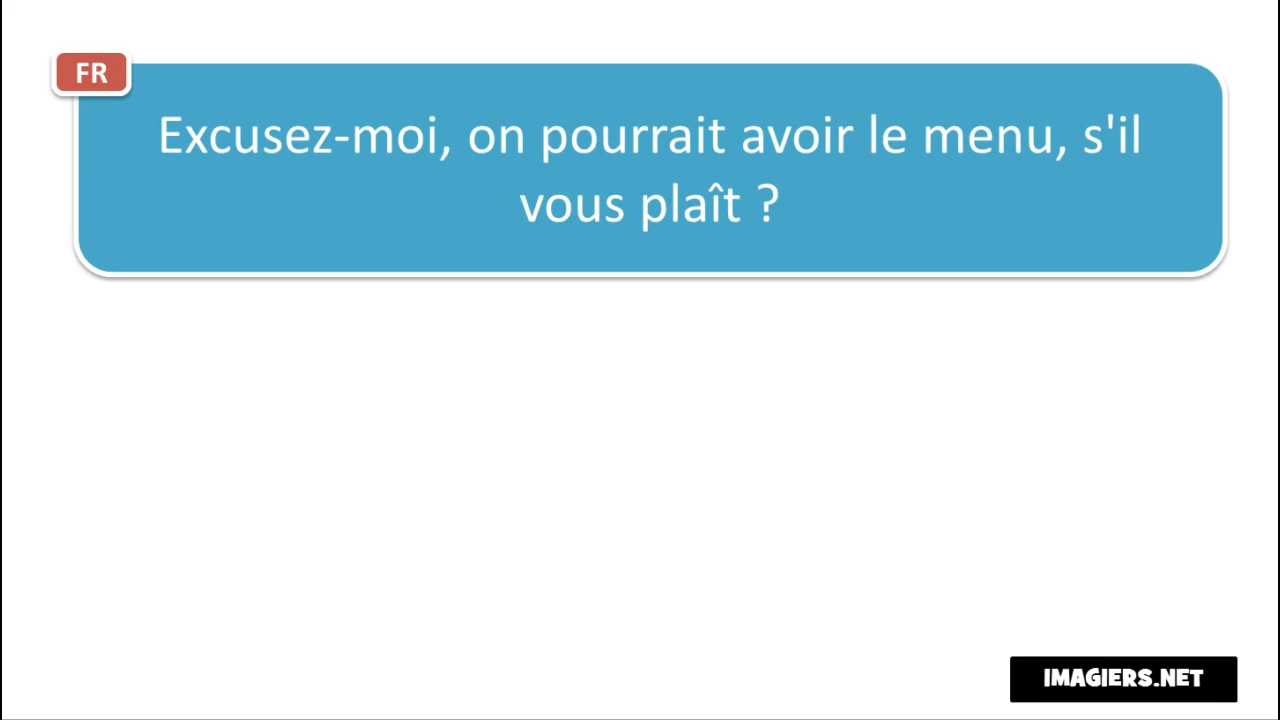 FR
Excusez-moi, on pourrait avoir le menu, s'il
vous plaît ?
IMAGIERS.NET